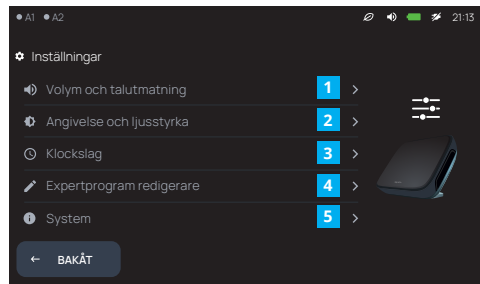 A1 A2 21:13
Inställningar
Volym och talutmatning 1
Angivelse och ljusstyrka 2
Klockslag 3
Expertprogram redigerare 4
System 5
BAKÅT